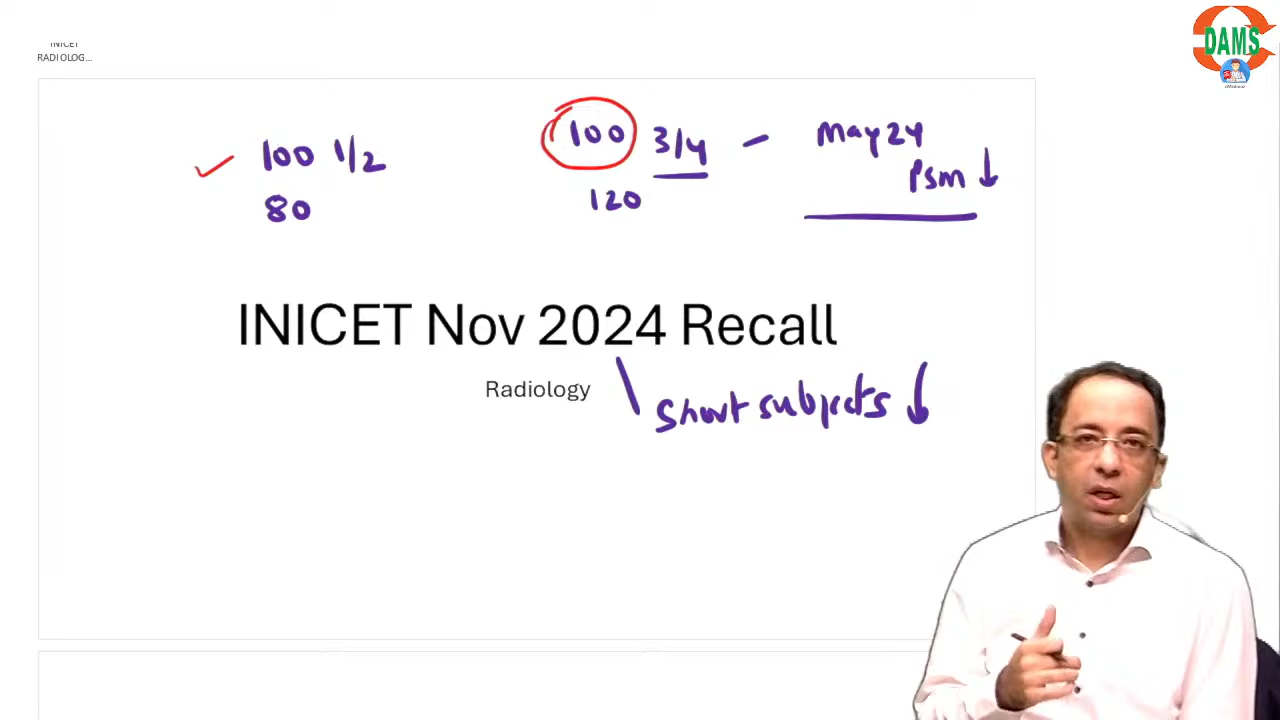 INICET
RADIOLOG...
DAMS
100 1/2
80
100 3/4 – May 24
PSM ↓
120
INICET Nov 2024 Recall
Radiology
\ Short subjects ↓